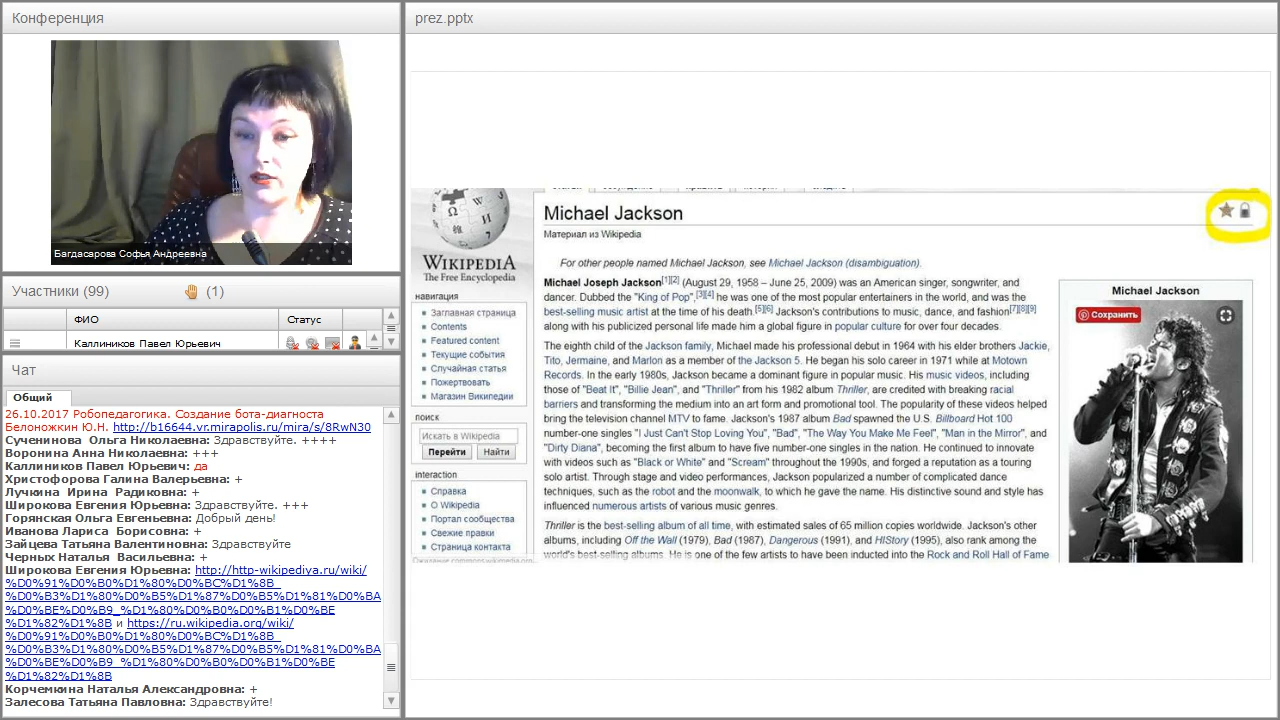 Конференция
Багдасарова Софья Андреевна
Участники (99)
(1)
ФИО
Статус
Каллиников Павел Юрьевич
Чат
Общий
26.10.2017 Робопедагогика. Создание бота-диагноста
Белоножкин Ю.Н. http://b16644.vr.mirapolis.ru/mira/s/8RwN30
Сученинова Ольга Николаевна: Здравствуйте. ++++
Воронина Анна Николаевна: +++
Каллиников Павел Юрьевич: да
Христофорова Галина Валерьевна: +
Лучкина Ирина Радиковна: +
Широкова Евгения Юрьевна: Здравствуйте. +++
Горянская Ольга Евгеньевна: Добрый день!
Иванова Лариса Борисовна: +
Зайцева Татьяна Валентиновна: Здравствуйте
Черных Наталья Васильевна: +
Широкова Евгения Юрьевна: http://http-wikipediya.ru/wiki/
%D0%91%D0%B0%D1%80%D0%BC%D1%8B_
%D0%B3%D1%80%D0%B5%D1%87%D0%B5%D1%81%D0%BA
%D0%BE%D0%B9_%D1%80%D0%B0%D0%B1%D0%BE
%D1%82%D1%8B и https://ru.wikipedia.org/wiki/
%D0%91%D0%B0%D1%80%D0%BC%D1%8B_
%D0%B3%D1%80%D0%B5%D1%87%D0%B5%D1%81%D0%BA
%D0%BE%D0%B9_%D1%80%D0%B0%D0%B1%D0%BE
%D1%82%D1%8B
Корчемкина Наталья Александровна: +
Залесова Татьяна Павловна: Здравствуйте!
prez.pptx
WIKIPEDIA
The Free Encyclopedia
навигация
Заглавная страница
Contents
Featured content
Текущие события
Случайная статья
Пожертвовать
Магазин Википедии
поиск
Искать в Wikipedia
Перейти
Найти
interaction
Справка
О Wikipedia
Портал сообщества
Свежие правки
Страница контакта
Michael Jackson
Материал из Wikipedia
For other people named Michael Jackson, see Michael Jackson (disambiguation).
Michael Joseph Jackson[1][2] (August 29, 1958 – June 25, 2009) was an American singer, songwriter, and
dancer. Dubbed the "King of Pop",[3][4] he was one of the most popular entertainers in the world, and was the
best-selling music artist at the time of his death.[5][6] Jackson's contributions to music, dance, and fashion[7][8][9]
along with his publicized personal life made him a global figure in popular culture for over four decades.
The eighth child of the Jackson family, Michael made his professional debut in 1964 with his elder brothers Jackie,
Tito, Jermaine, and Marlon as a member of the Jackson 5. He began his solo career in 1971 while at Motown
Records. In the early 1980s, Jackson became a dominant figure in popular music. His music videos, including
those of "Beat It", "Billie Jean", and "Thriller" from his 1982 album Thriller, are credited with breaking racial
barriers and transforming the medium into an art form and promotional tool. The popularity of these videos helped
bring the television channel MTV to fame. Jackson's 1987 album Bad spawned the U.S. Billboard Hot 100
number-one singles "I Just Can't Stop Loving You", "Bad", "The Way You Make Me Feel", "Man in the Mirror", and
"Dirty Diana", becoming the first album to have five number-one singles in the nation. He continued to innovate
with videos such as "Black or White" and "Scream" throughout the 1990s, and forged a reputation as a touring
solo artist. Through stage and video performances, Jackson popularized a number of complicated dance
techniques, such as the robot and the moonwalk, to which he gave the name. His distinctive sound and style has
influenced numerous artists of various music genres.
Thriller is the best-selling album of all time, with estimated sales of 65 million copies worldwide. Jackson's other
albums, including Off the Wall (1979), Bad (1987), Dangerous (1991), and HIStory (1995), also rank among the
world's best-selling albums. He is one of the few artists to have been inducted into the Rock and Roll Hall of Fame
Michael Jackson
Сохранить